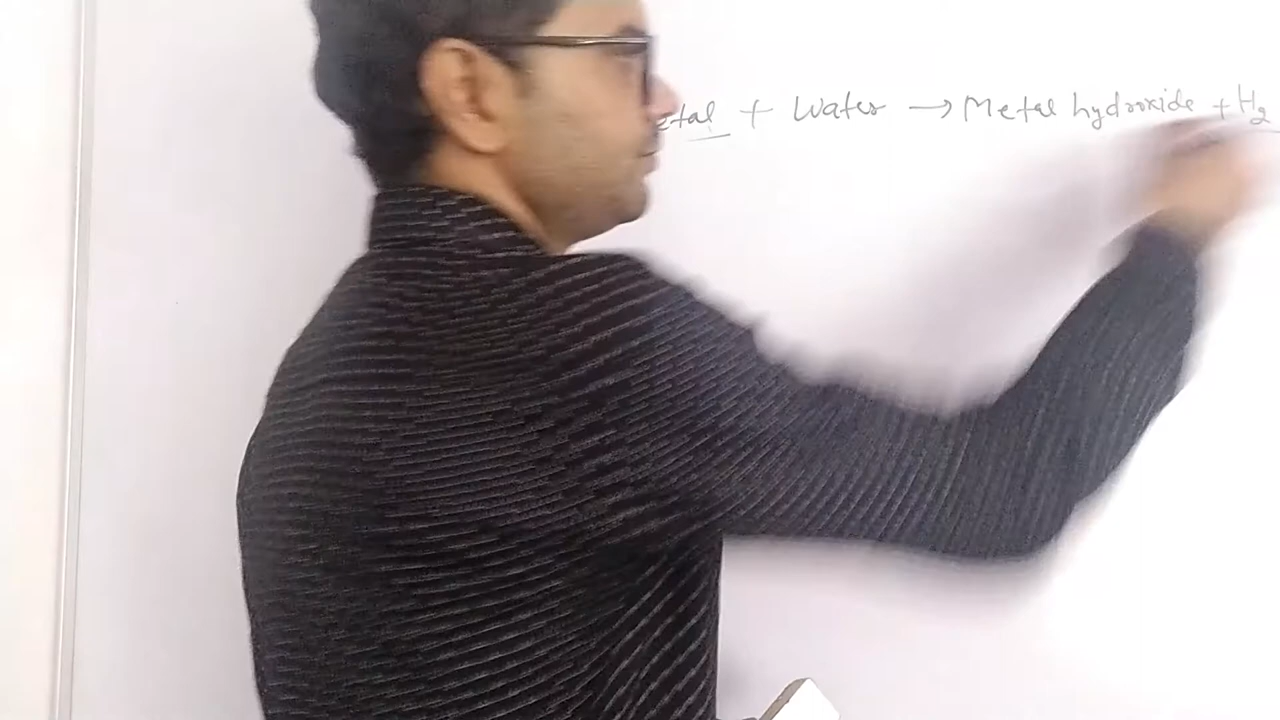 etal + Water → Metal hydroxide + H₂